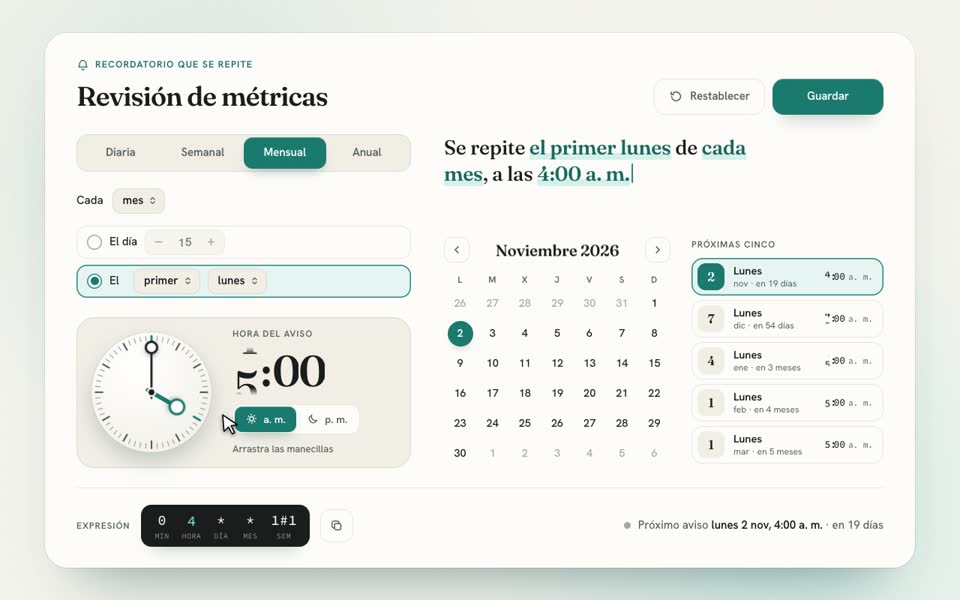 RECORDATORIO QUE SE REPITE
Revisión de métricas
Restablecer
Guardar
Diaria Semanal Mensual Anual
Cada mes
El día − 15 +
El primer lunes
Se repite el primer lunes de cada
mes, a las 4:00 a. m.
HORA DEL AVISO
:00
a. m. p. m.
Arrastra las manecillas
Noviembre 2026
L M X J V S D
26 27 28 29 30 31 1
2 3 4 5 6 7 8
9 10 11 12 13 14 15
16 17 18 19 20 21 22
23 24 25 26 27 28 29
30 1 2 3 4 5 6
PRÓXIMAS CINCO
2 Lunes
nov · en 19 días
:00 a. m.
7 Lunes
dic · en 54 días
:00 a. m.
4 Lunes
ene · en 3 meses
:00 a. m.
1 Lunes
feb · en 4 meses
5:00 a. m.
1 Lunes
mar · en 5 meses
5:00 a. m.
EXPRESIÓN
0 4 * * 1#1
MIN HORA DÍA MES SEM
Próximo aviso lunes 2 nov, 4:00 a. m. · en 19 días